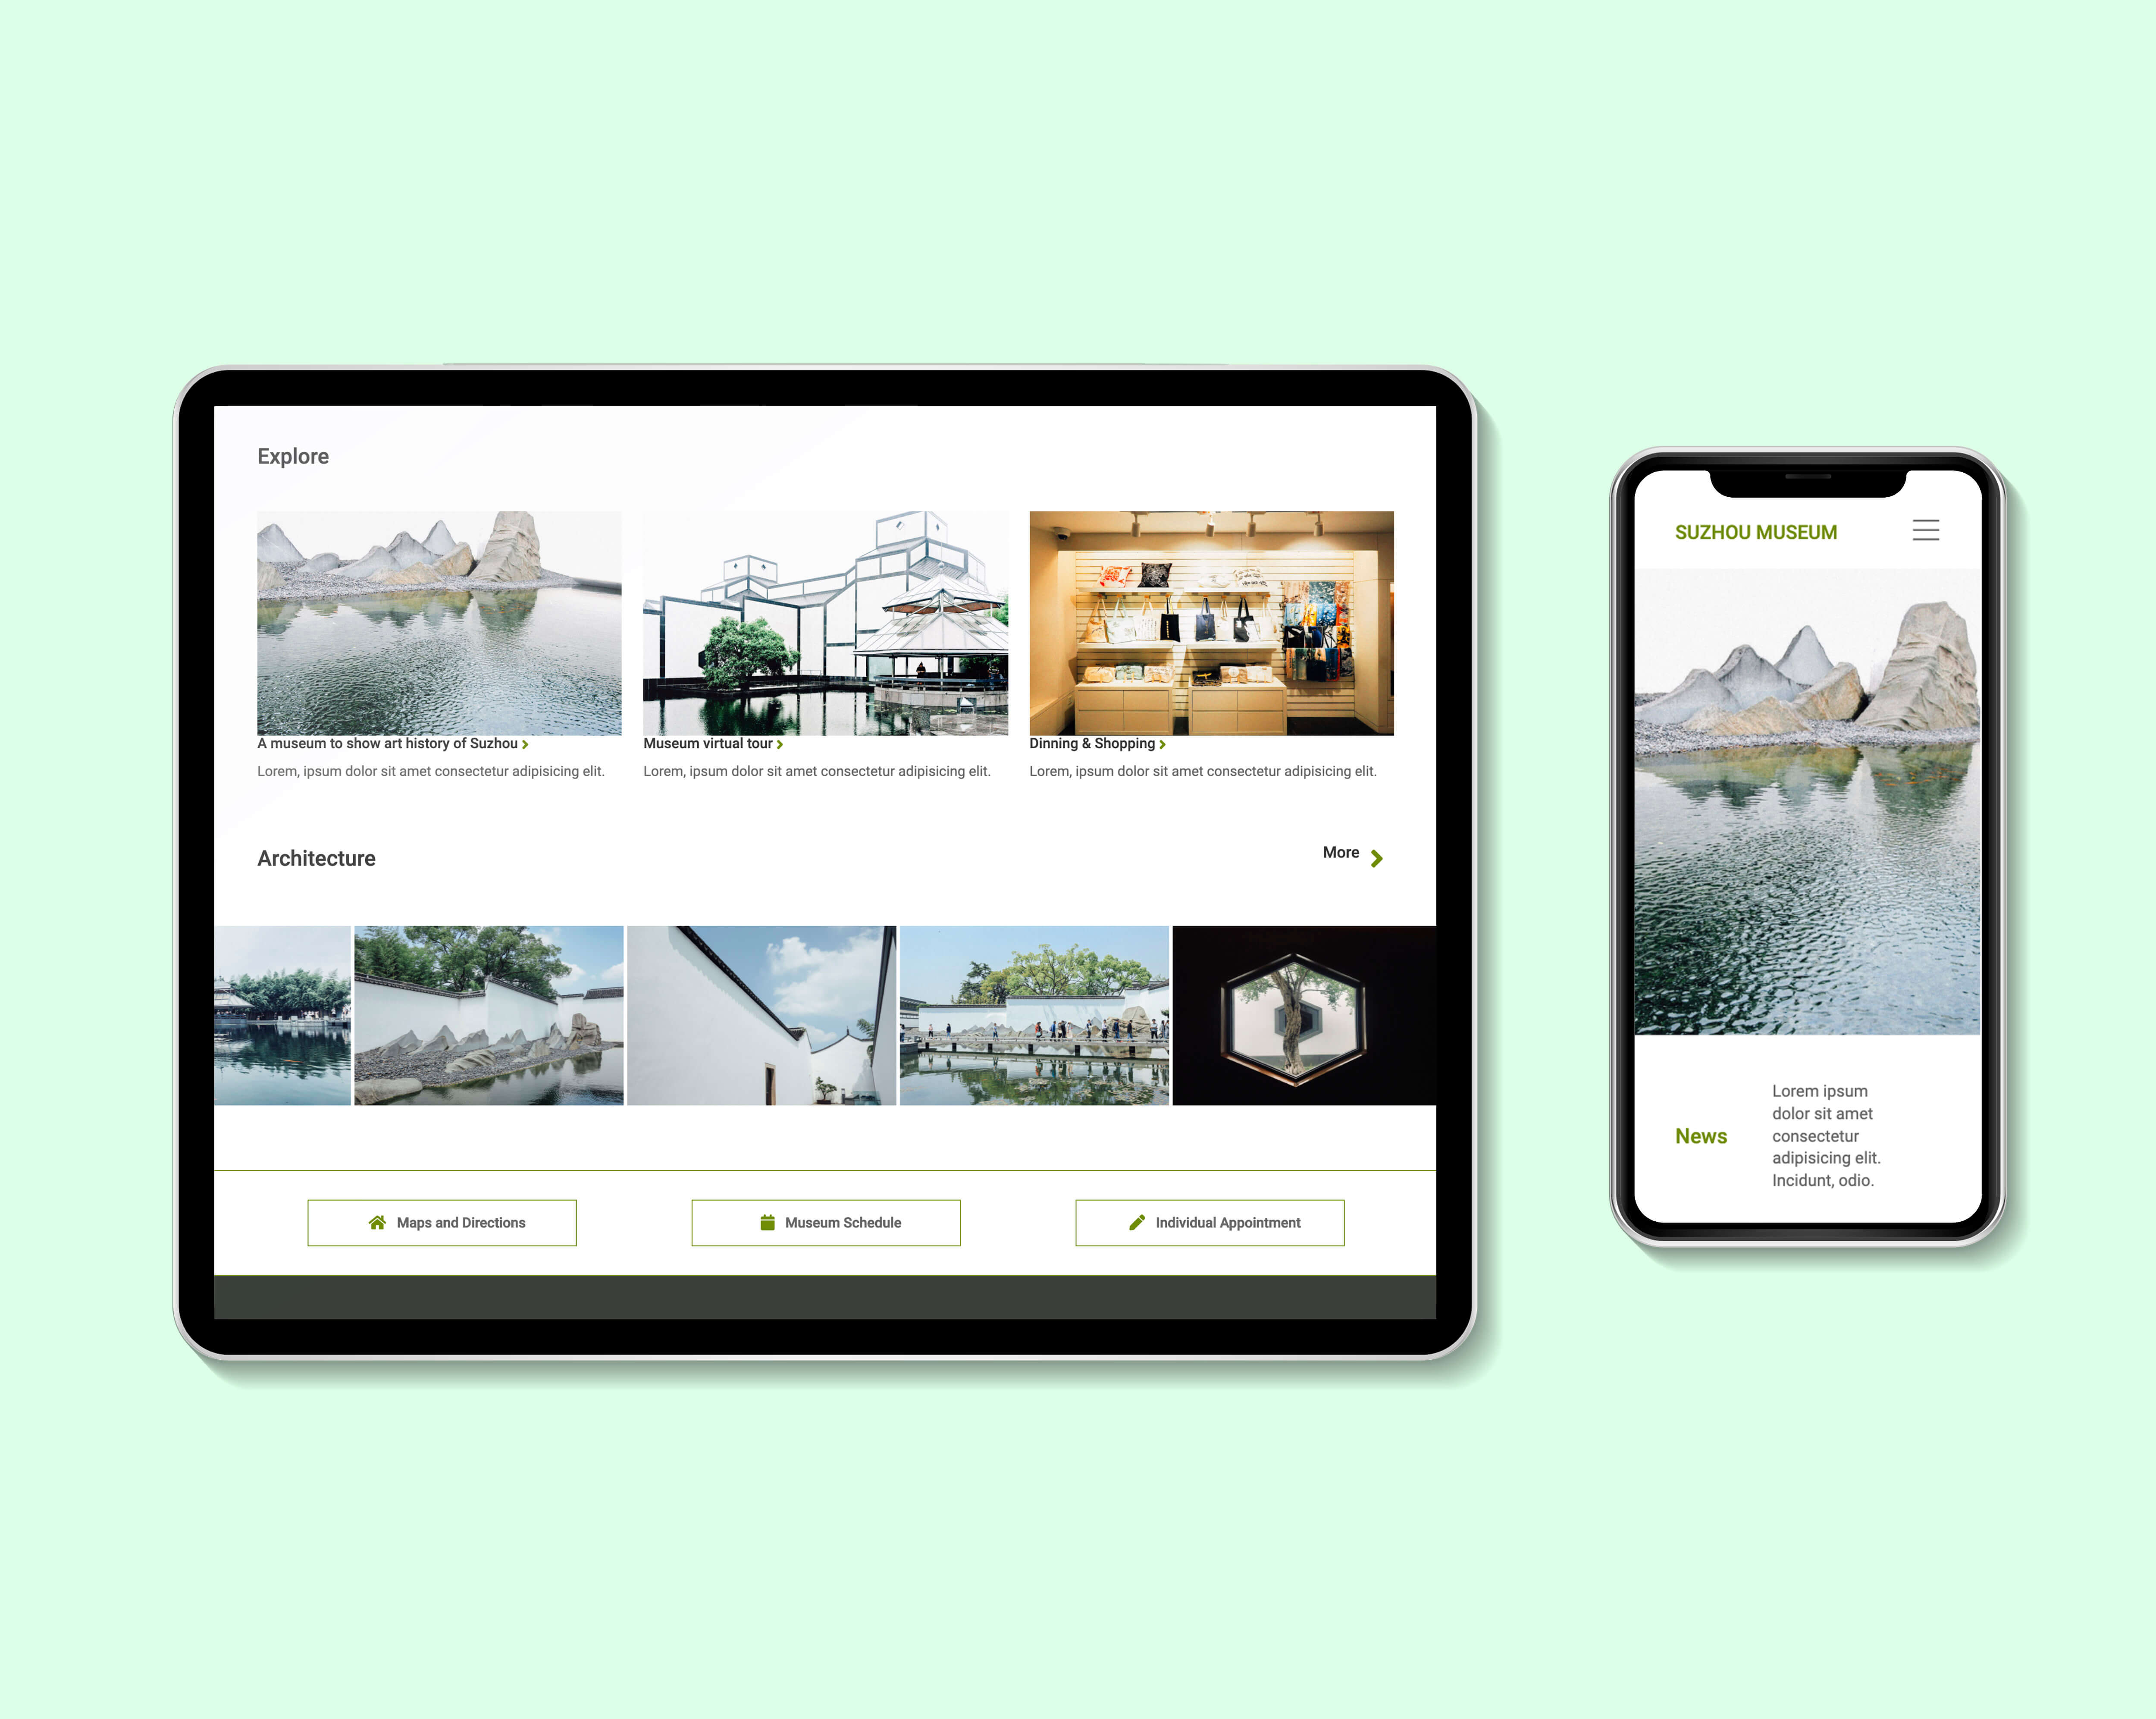 Explore
A museum to show art history of Suzhou
Lorem, ipsum dolor sit amet consectetur adipisicing elit.
Museum virtual tour
Lorem, ipsum dolor sit amet consectetur adipisicing elit.
Dinning & Shopping
Lorem, ipsum dolor sit amet consectetur adipisicing elit.
Architecture
More
Maps and Directions
Museum Schedule
Individual Appointment
SUZHOU MUSEUM
News
Lorem ipsum
dolor sit amet
consectetur
adipisicing elit.
Incidunt, odio.